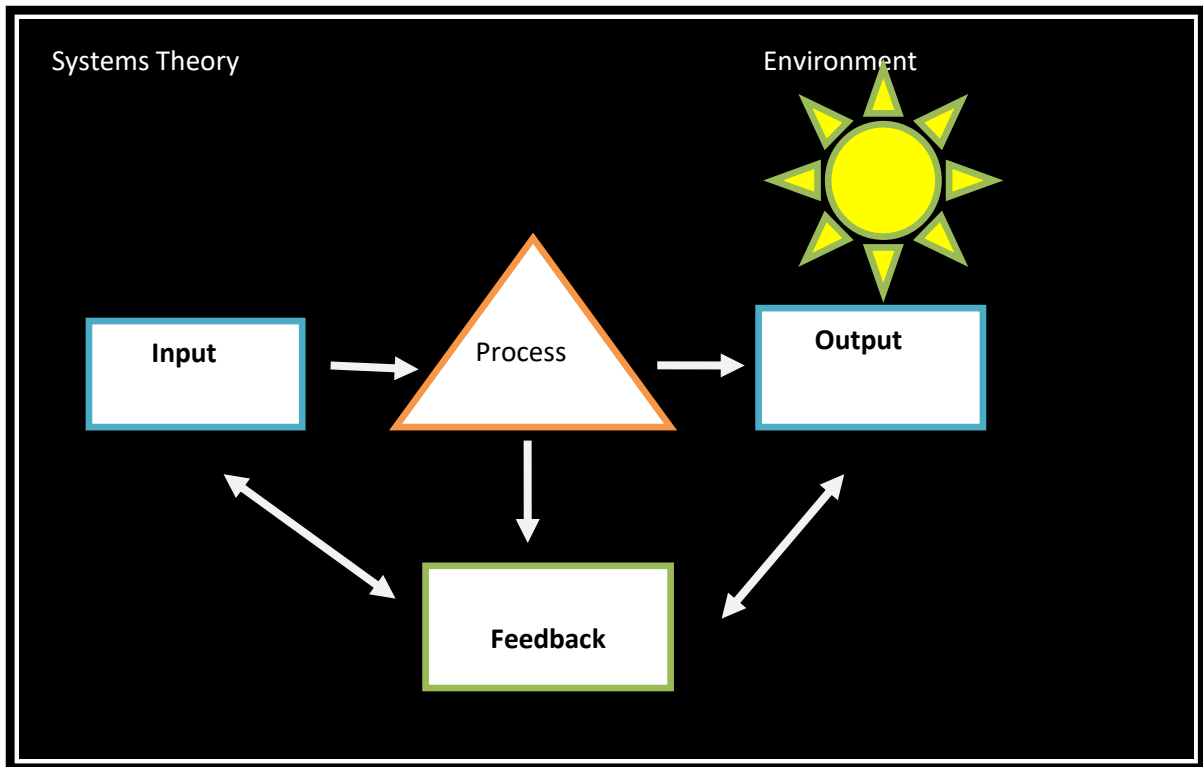 Systems Theory
Environment
Input
Process
Output
Feedback